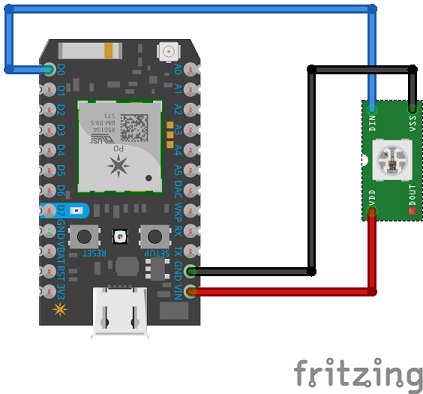 D0
D1
D2
D3
D4
D5
D6
D7
GND
VBAT
RST
3V3
A0
A1
A2
A3
A4
A5
DAC
WKP
RX
TX
GND
VIN
P0
USI
RESET
SETUP
DIN
VSS
VDD
DOUT
fritzing